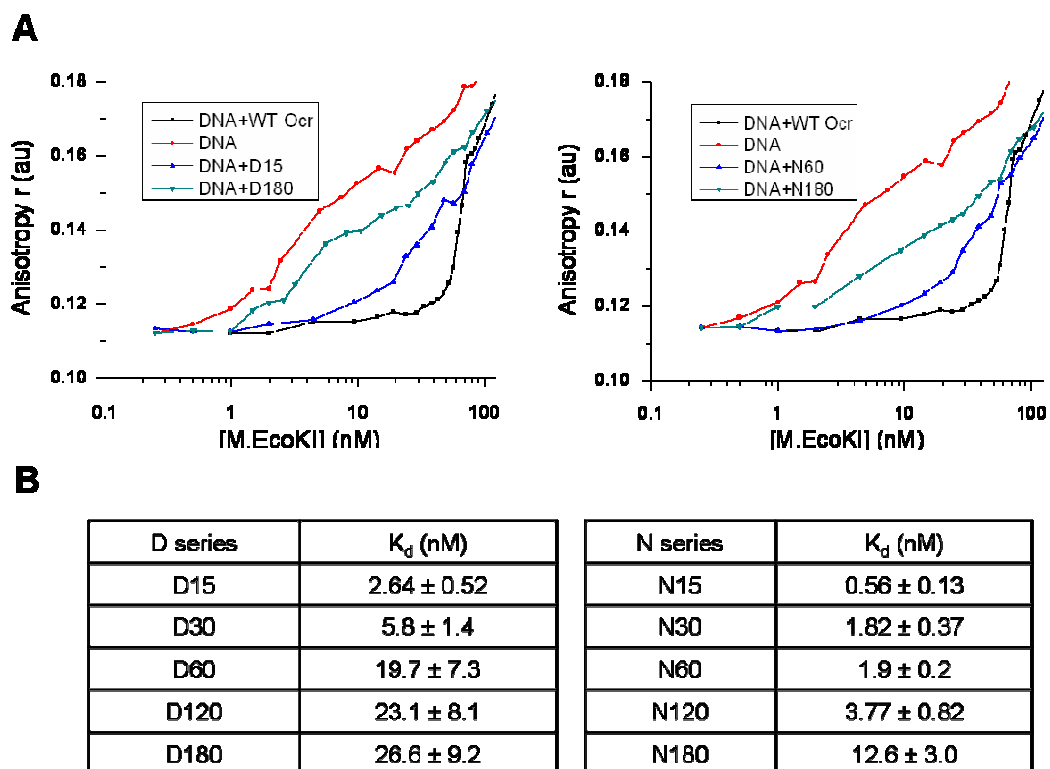 A
0.18
0.16
0.14
0.12
0.10
Anisotropy r (au)
DNA+WT Ocr
DNA
DNA+D15
DNA+D180
0.1
1
10
100
[M.EcoKI] (nM)
0.18
0.16
0.14
0.12
0.10
Anisotropy r (au)
DNA+WT Ocr
DNA
DNA+N60
DNA+N180
0.1
1
10
100
[M.EcoKI] (nM)
B
D series Kd (nM)
D15 2.64 ± 0.52
D30 5.8 ± 1.4
D60 19.7 ± 7.3
D120 23.1 ± 8.1
D180 26.6 ± 9.2
N series Kd (nM)
N15 0.56 ± 0.13
N30 1.82 ± 0.37
N60 1.9 ± 0.2
N120 3.77 ± 0.82
N180 12.6 ± 3.0